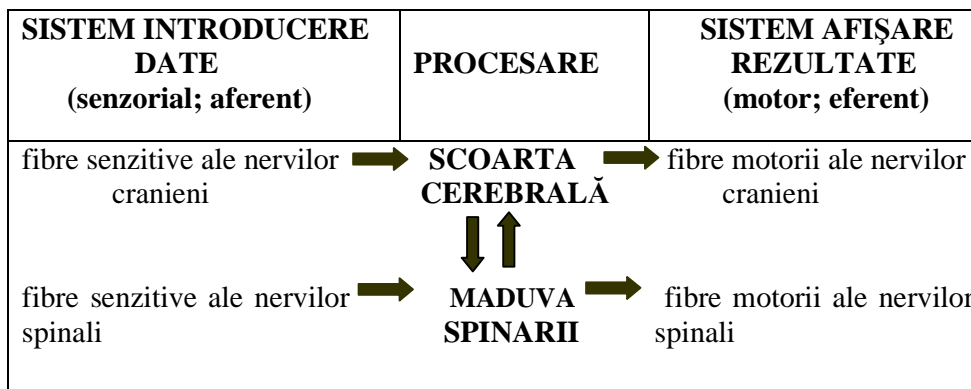 SISTEM INTRODUCERE
DATE
(senzorial; aferent)
PROCESARE
SISTEM AFIŞARE
REZULTATE
(motor; eferent)
fibre senzitive ale nervilor
cranieni
SCOARTA
CEREBRALĂ
fibre motorii ale nervilor
cranieni
fibre senzitive ale nervilor
spinali
MADUVA
SPINARII
fibre motorii ale nervilor
spinali